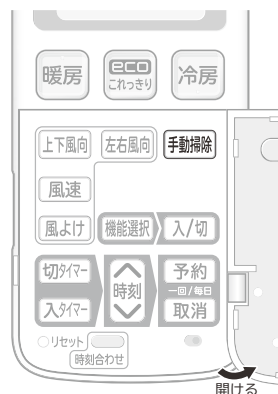 暖房 eco これっきり 冷房
上下風向 左右風向 手動掃除
風速
風よけ 機能選択 入/切
切タイマー 時刻 予約
一回/毎日
入タイマー 取消
リセット
時刻合わせ
開ける